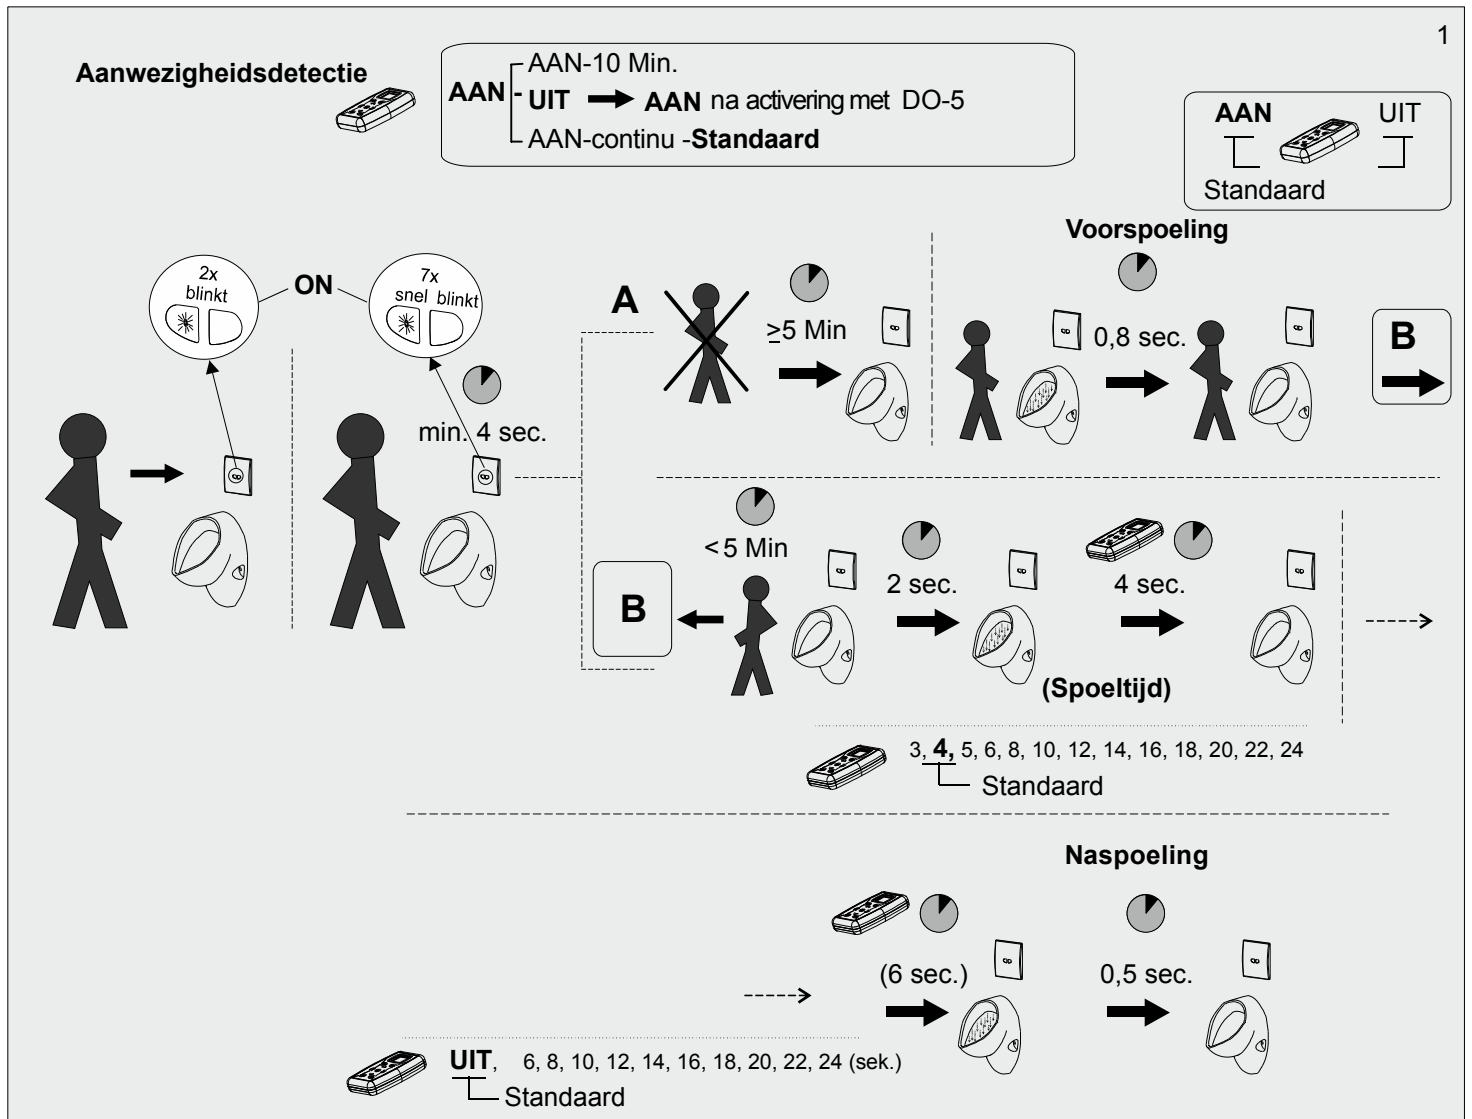 1
Aanwezigheidsdetectie
AAN-10 Min.
AAN - UIT AAN na activering met DO-5
AAN-continu -Standaard
AAN UIT
Standaard
Voorspoeling
2x
blinkt
ON
7x
snel blinkt
A
≥5 Min
0,8 sec.
B
min. 4 sec.
<5 Min
B
2 sec.
4 sec.
(Spoeltijd)
3, 4, 5, 6, 8, 10, 12, 14, 16, 18, 20, 22, 24
Standaard
Naspoeling
(6 sec.)
0,5 sec.
UIT, 6, 8, 10, 12, 14, 16, 18, 20, 22, 24 (sek.)
Standaard